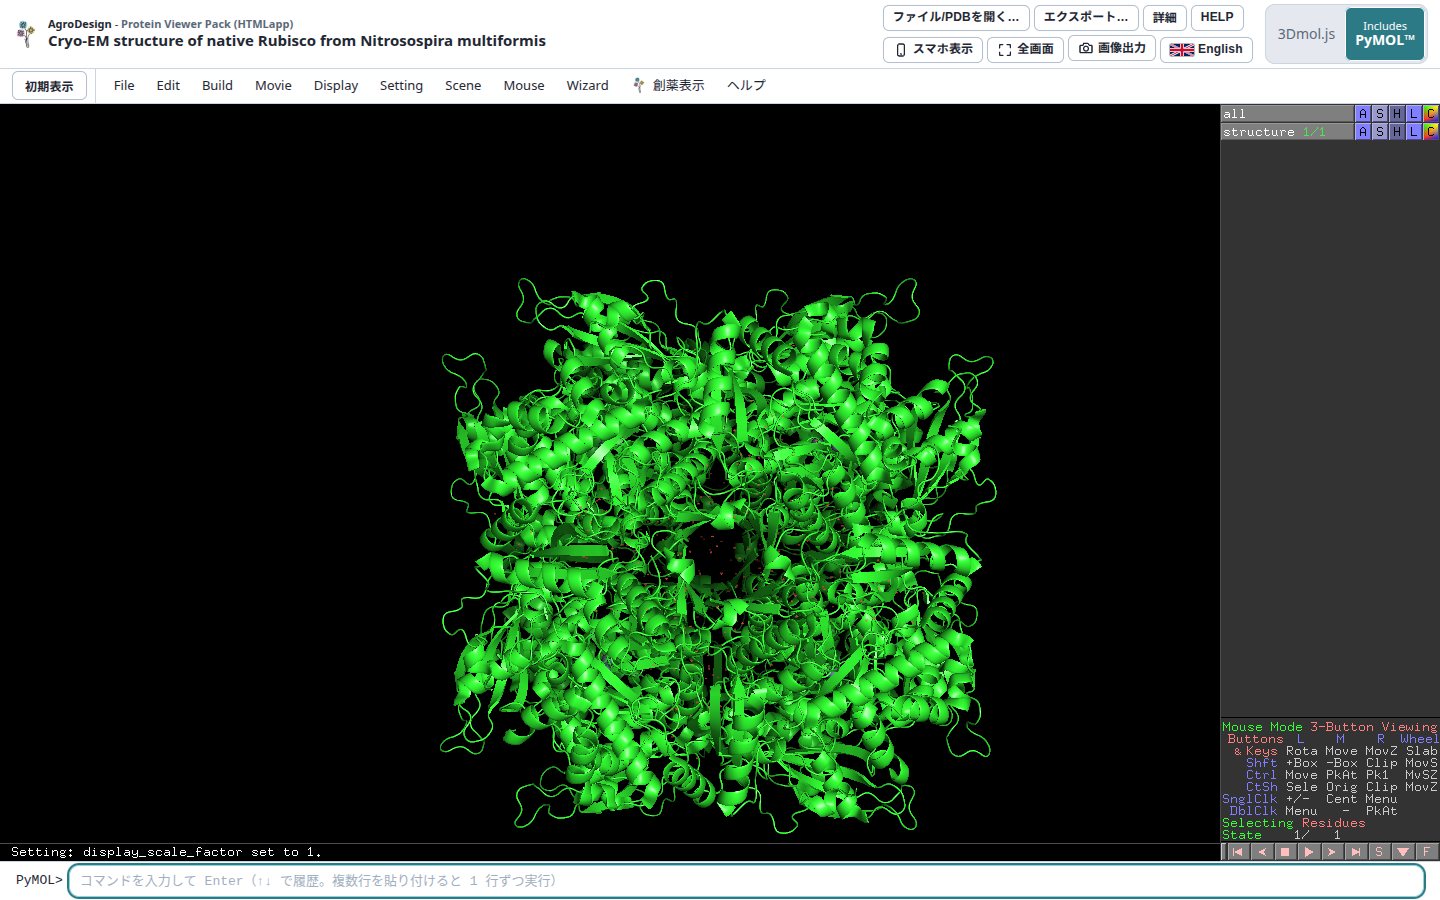 AgroDesign - Protein Viewer Pack (HTMLapp)
Cryo-EM structure of native Rubisco from Nitrosospira multiformis
ファイル/PDBを開く… エクスポート… 詳細 HELP
スマホ表示 全画面 画像出力 English
3Dmol.js
Includes
PyMOL™
初期表示 File Edit Build Movie Display Setting Scene Mouse Wizard 創薬表示 ヘルプ
all A S H L C
structure 1/1 A S H L C
Mouse Mode 3-Button Viewing
Buttons L M R Wheel
& Keys Rota Move MovZ Slab
Shft +Box -Box Clip MovS
Ctrl Move PkAt Pk1 MvSZ
CtSh Sele Orig Clip MovZ
SnglClk +/- Cent Menu
DblClk Menu - PkAt
Selecting Residues
State 1/ 1
Setting: display_scale_factor set to 1.
S F
PyMOL> コマンドを入力して Enter（↑↓ で履歴。複数行を貼り付けると 1 行ずつ実行）